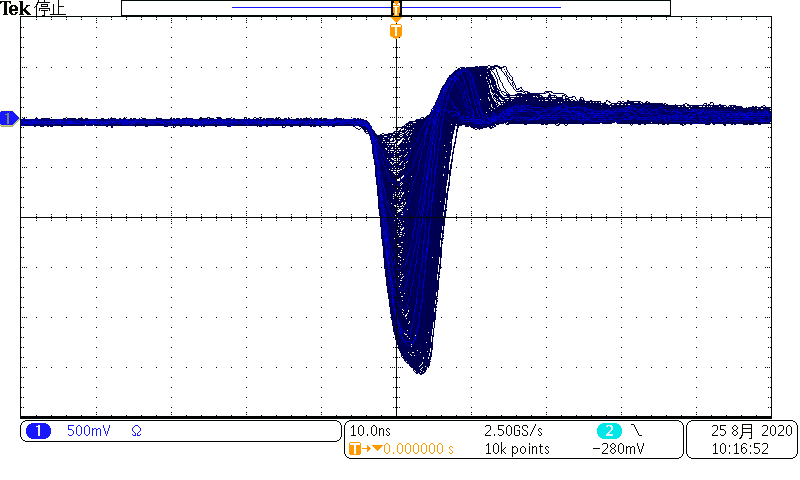 Tek 停止
T
T
1
1 500mV Ω
10.0ns 2.50GS/s 2
T→▼0.000000 s 10k points −280mV
25 8月 2020
10:16:52